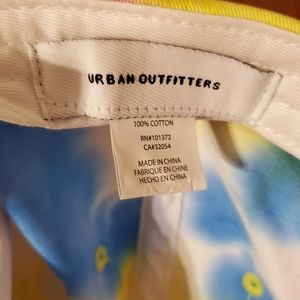 URBAN OUTFITTERS
100% COTTON
RN#101372
CA#32054
MADE IN CHINA
FABRIQUE EN CHINE
HECHO EN CHINA